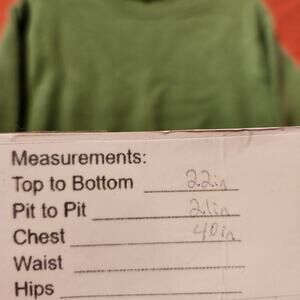 Measurements:
Top to Bottom 22in
Pit to Pit 21in
Chest 40in
Waist
Hips